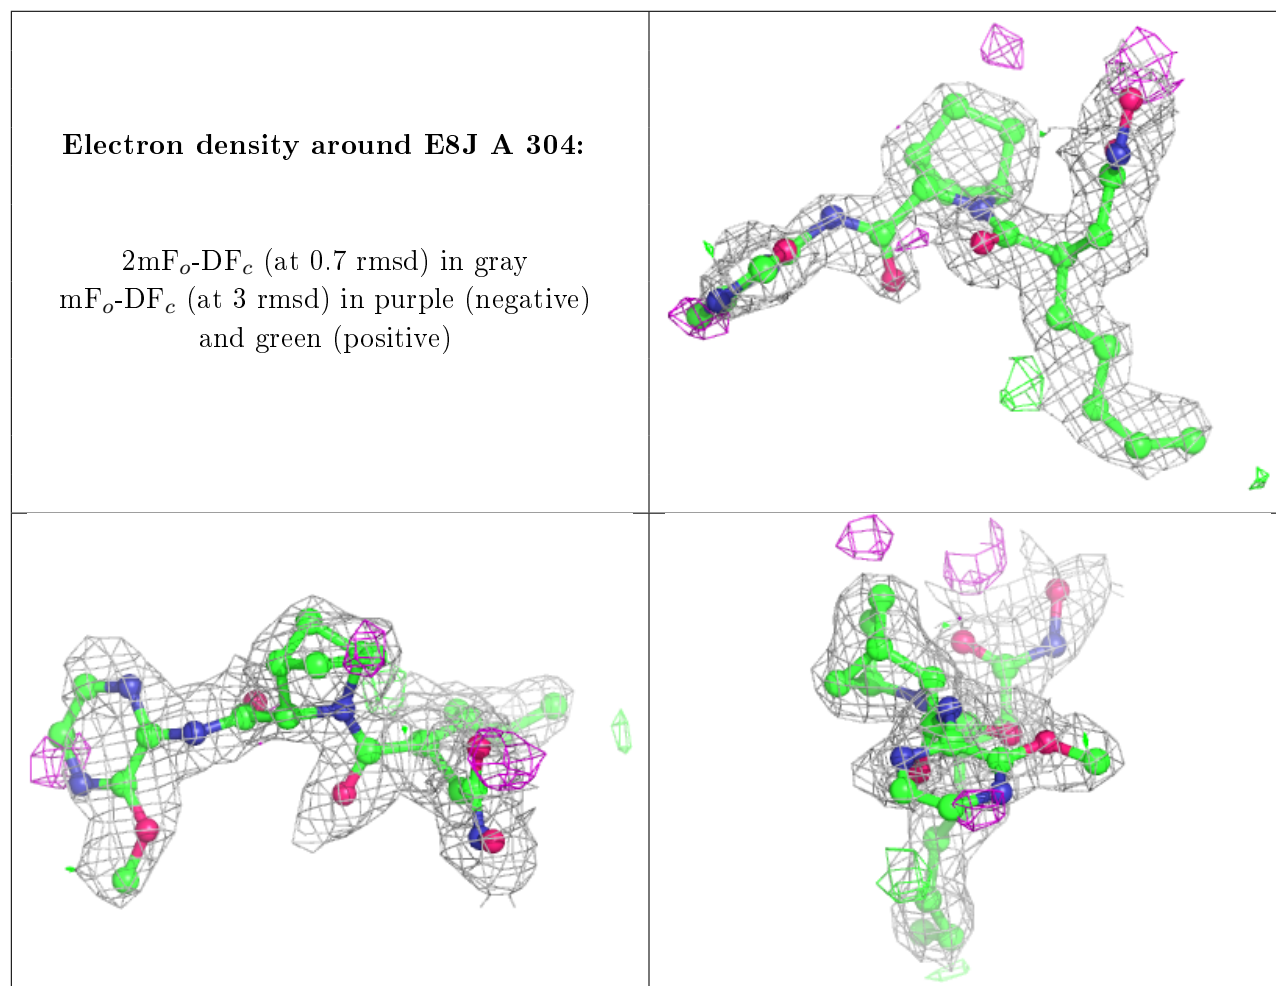 Electron density around E8J A 304:
2mFo-DFc (at 0.7 rmsd) in gray
mFo-DFc (at 3 rmsd) in purple (negative)
and green (positive)